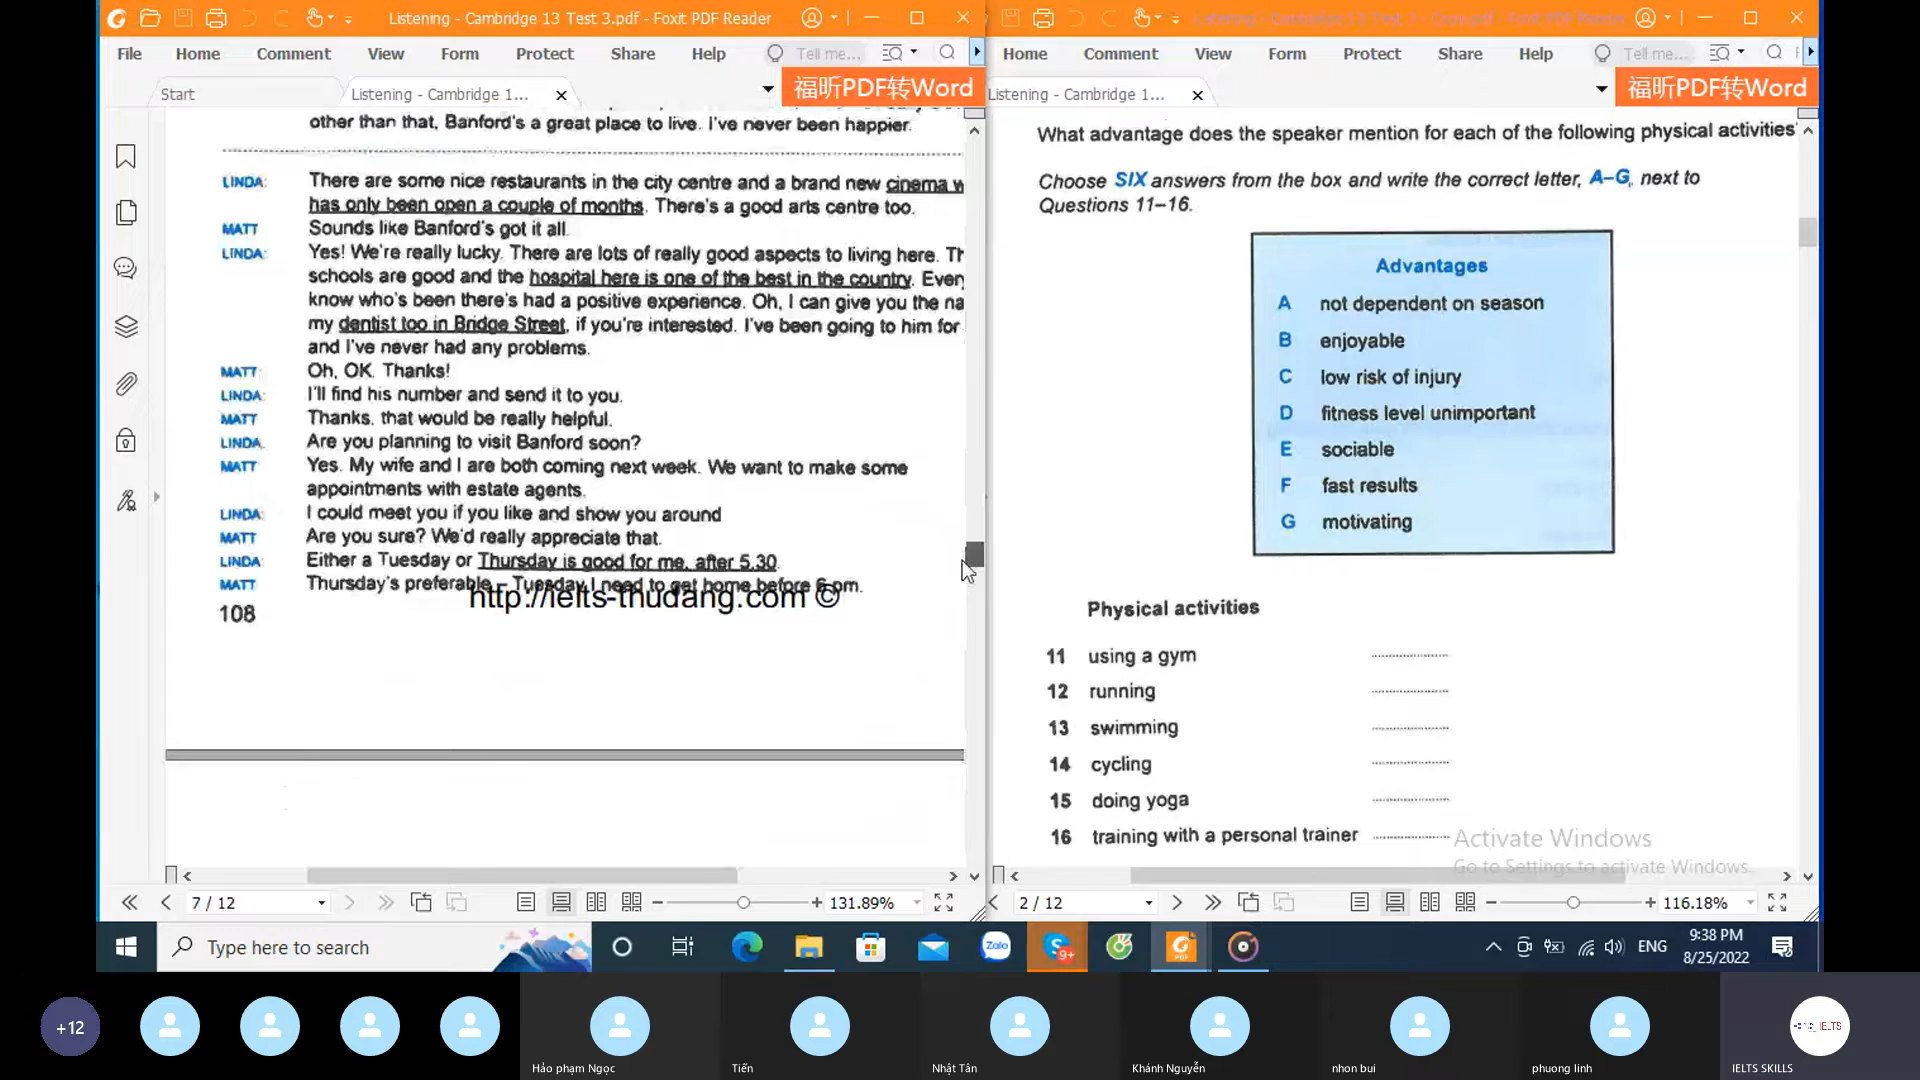 Listening - Cambridge 13 Test 3.pdf - Foxit PDF Reader
File Home Comment View Form Protect Share Help Tell me...
Start
Listening - Cambridge 1...
福昕PDF转Word
other than that, Banford's a great place to live. I've never been happier.
LINDA: There are some nice restaurants in the city centre and a brand new cinema w
has only been open a couple of months. There's a good arts centre too.
MATT Sounds like Banford's got it all.
LINDA: Yes! We're really lucky. There are lots of really good aspects to living here. Th
schools are good and the hospital here is one of the best in the country. Every
know who's been there's had a positive experience. Oh, I can give you the na
my dentist too in Bridge Street, if you're interested. I've been going to him for
and I've never had any problems.
MATT: Oh, OK. Thanks!
LINDA: I'll find his number and send it to you.
MATT Thanks, that would be really helpful.
LINDA: Are you planning to visit Banford soon?
MATT Yes. My wife and I are both coming next week. We want to make some
appointments with estate agents.
LINDA: I could meet you if you like and show you around
MATT Are you sure? We'd really appreciate that.
LINDA: Either a Tuesday or Thursday is good for me, after 5.30.
MATT Thursday's preferable – Tuesday I need to get home before 6 pm.
http://ielts-thudang.com ©
108
7 / 12
131.89%
Home Comment View Form Protect Share Help Tell me...
Listening - Cambridge 1...
福昕PDF转Word
What advantage does the speaker mention for each of the following physical activities
Choose SIX answers from the box and write the correct letter, A–G, next to
Questions 11–16.
Advantages
A not dependent on season
B enjoyable
C low risk of injury
D fitness level unimportant
E sociable
F fast results
G motivating
Physical activities
11 using a gym
12 running
13 swimming
14 cycling
15 doing yoga
16 training with a personal trainer
Activate Windows
Go to Settings to activate Windows.
2 / 12
116.18%
Type here to search
Zalo
9+
PDF
ENG
9:38 PM
8/25/2022
+12
Hảo phạm Ngọc
Tiến
Nhật Tân
Khánh Nguyễn
nhon bui
phuong linh
IELTS
IELTS SKILLS